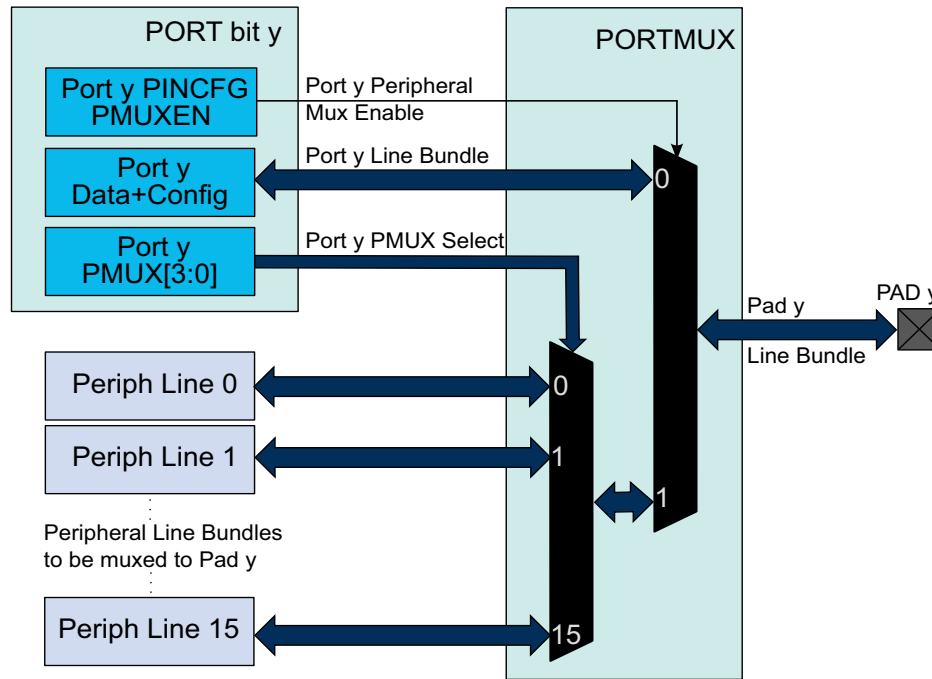 PORT bit y
PORTMUX
Port y PINCFG
PMUXEN
Port y Peripheral
Mux Enable
Port y
Data+Config
Port y Line Bundle
0
Port y
PMUX[3:0]
Port y PMUX Select
Pad y
Line Bundle
PAD y
Periph Line 0
0
Periph Line 1
1
1
Peripheral Line Bundles
to be muxed to Pad y
Periph Line 15
15